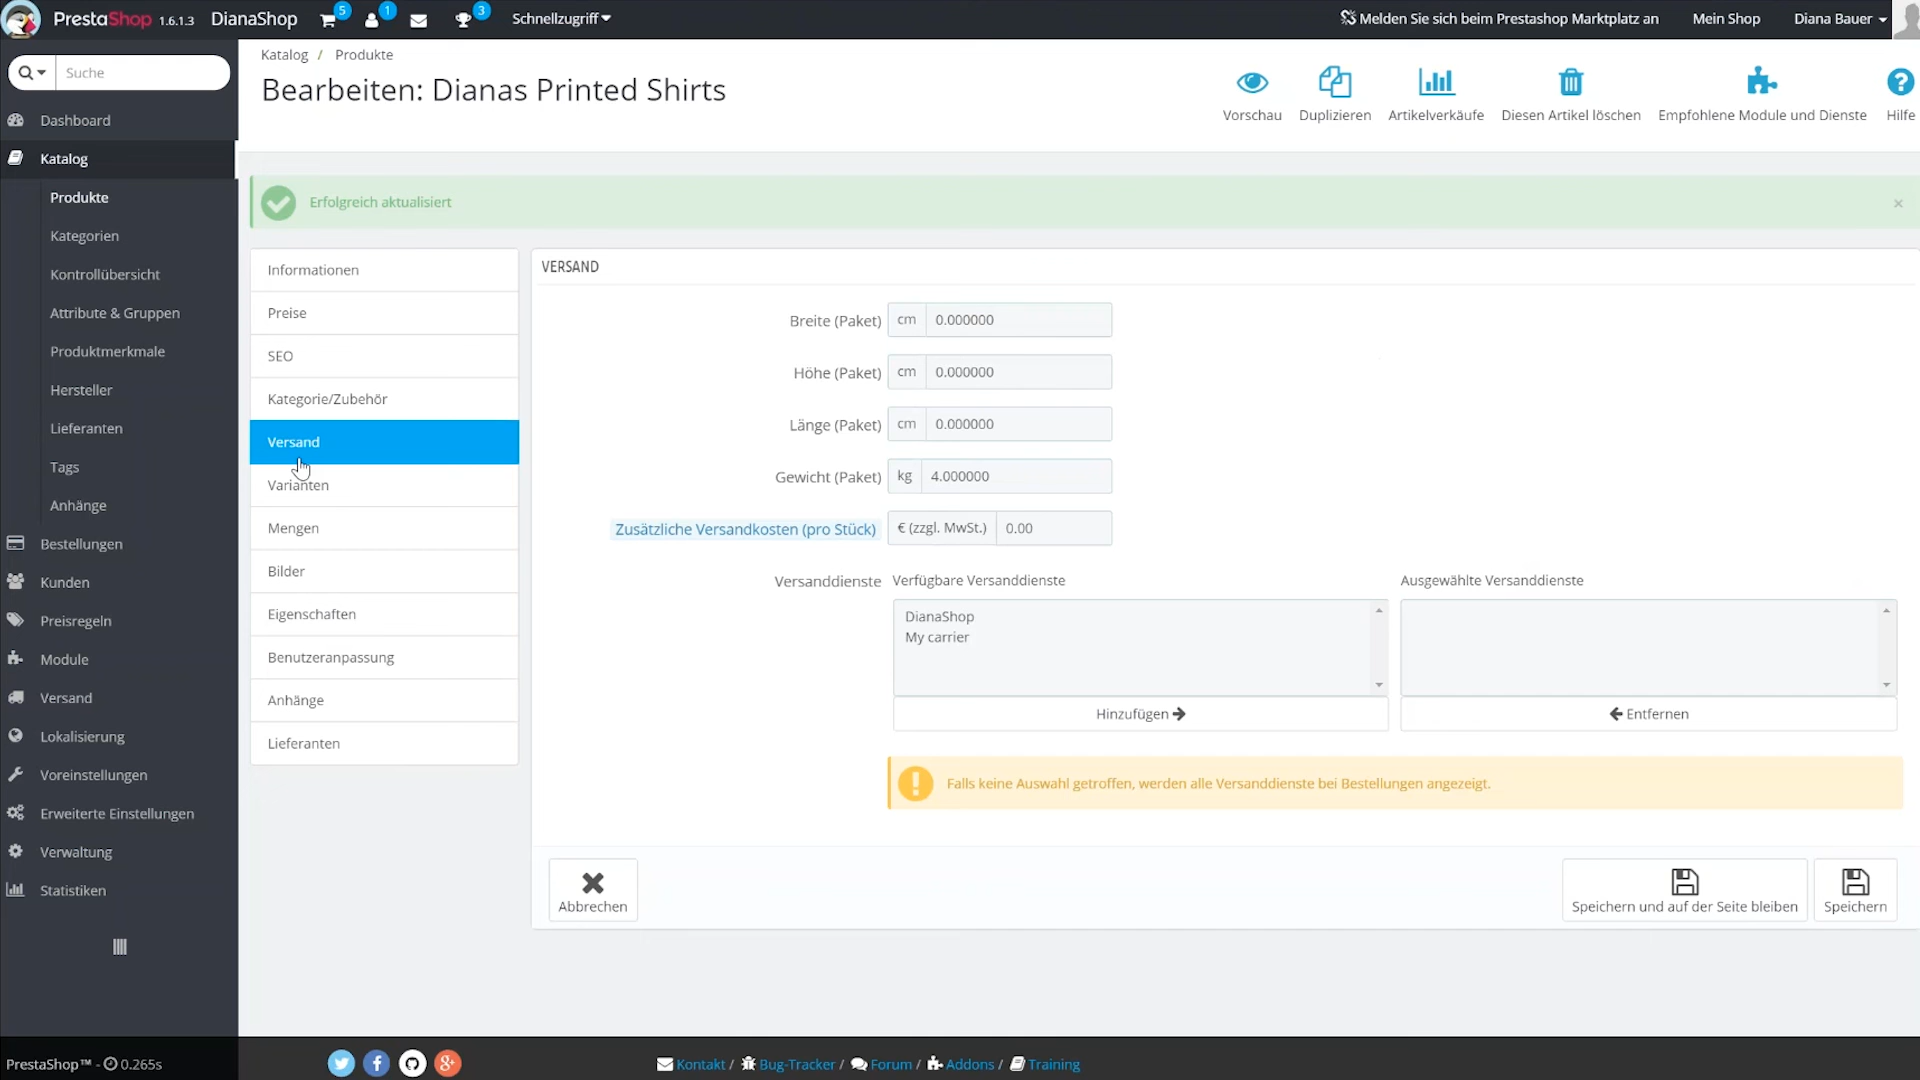 PrestaShop 1.6.1.3 DianaShop 5 1 3 Schnellzugriff Melden Sie sich beim Prestashop Marktplatz an Mein Shop Diana Bauer
Suche
Katalog / Produkte
Bearbeiten: Dianas Printed Shirts
Vorschau Duplizieren Artikelverkäufe Diesen Artikel löschen Empfohlene Module und Dienste Hilfe
Dashboard
Katalog
Produkte
Kategorien
Kontrollübersicht
Attribute & Gruppen
Produktmerkmale
Hersteller
Lieferanten
Tags
Anhänge
Bestellungen
Kunden
Preisregeln
Module
Versand
Lokalisierung
Voreinstellungen
Erweiterte Einstellungen
Verwaltung
Statistiken
Erfolgreich aktualisiert ×
Informationen
Preise
SEO
Kategorie/Zubehör
Versand
Varianten
Mengen
Bilder
Eigenschaften
Benutzeranpassung
Anhänge
Lieferanten
VERSAND
Breite (Paket) cm 0.000000
Höhe (Paket) cm 0.000000
Länge (Paket) cm 0.000000
Gewicht (Paket) kg 4.000000
Zusätzliche Versandkosten (pro Stück) € (zzgl. MwSt.) 0.00
Versanddienste Verfügbare Versanddienste Ausgewählte Versanddienste
DianaShop
My carrier
Hinzufügen Entfernen
Falls keine Auswahl getroffen, werden alle Versanddienste bei Bestellungen angezeigt.
Abbrechen Speichern und auf der Seite bleiben Speichern
PrestaShop™ - 0.265s Kontakt / Bug-Tracker / Forum / Addons / Training